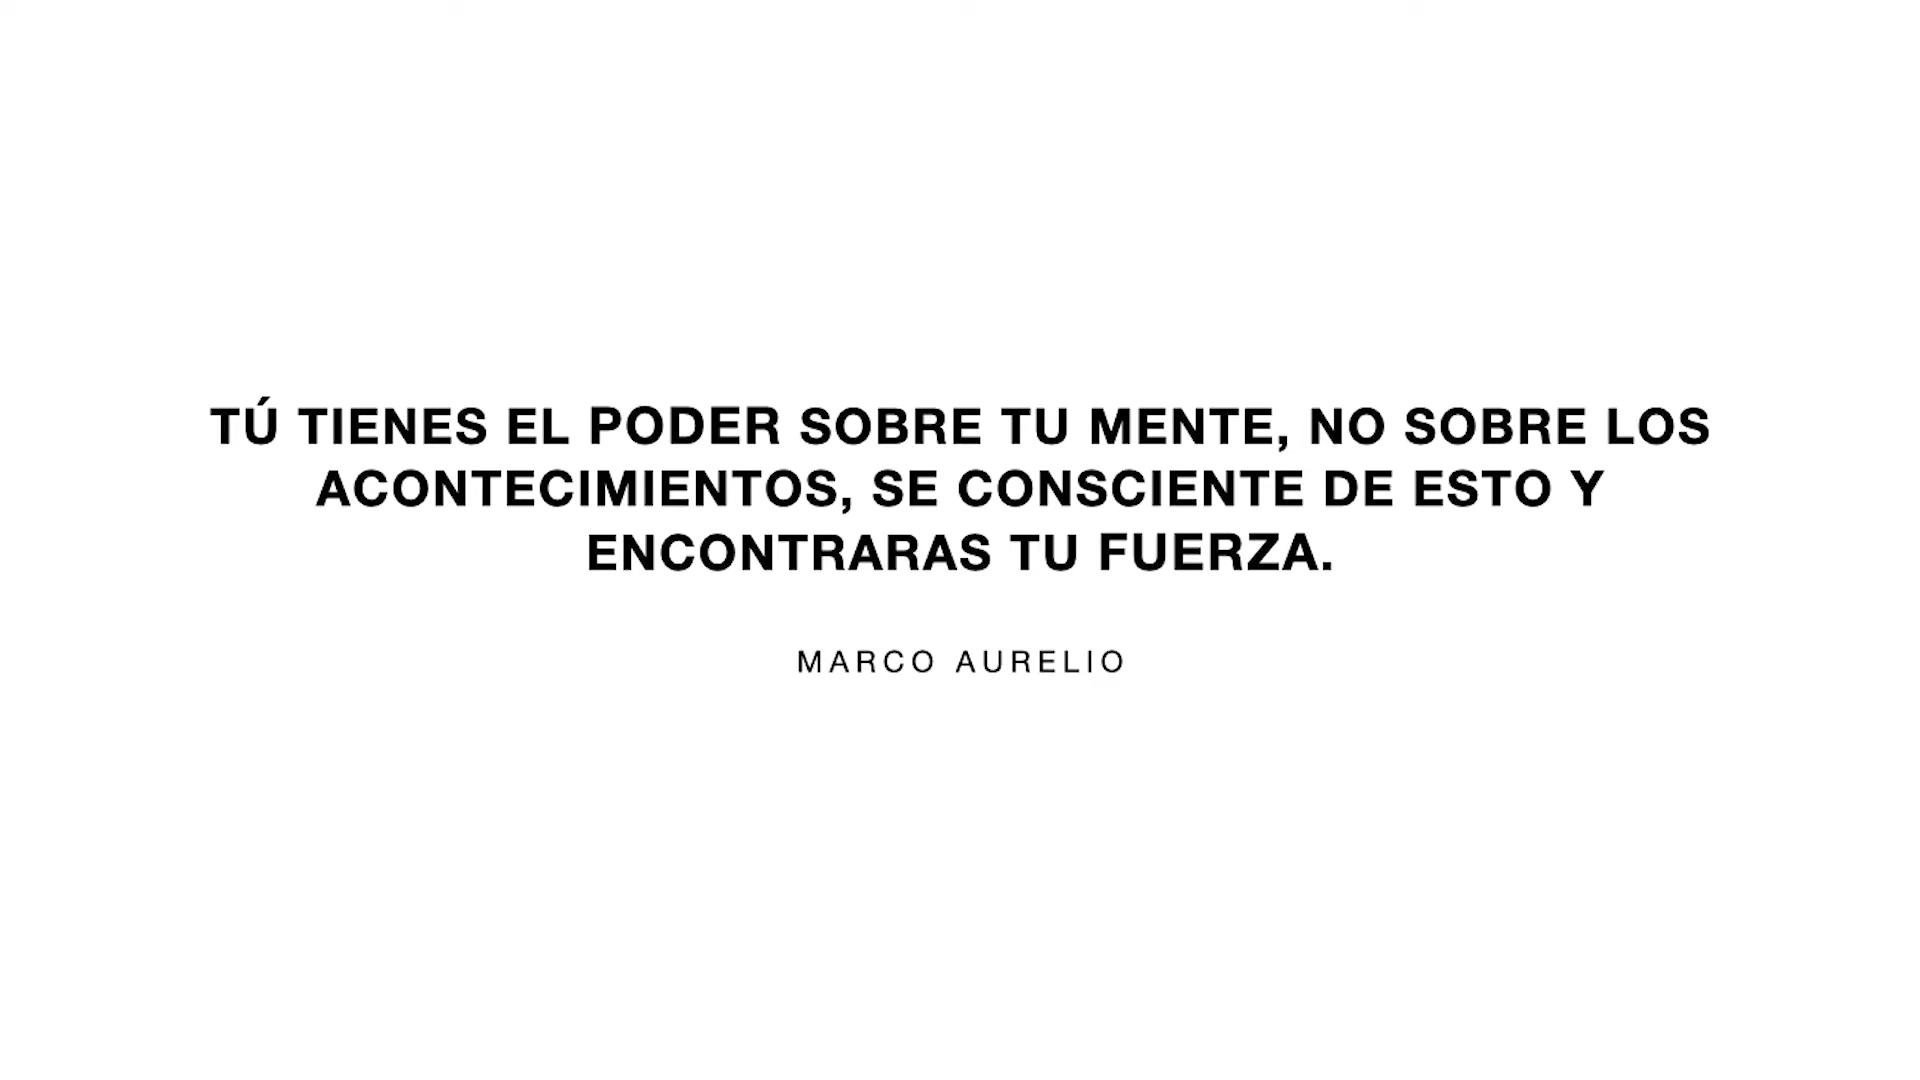 TÚ TIENES EL PODER SOBRE TU MENTE, NO SOBRE LOS
ACONTECIMIENTOS, SE CONSCIENTE DE ESTO Y
ENCONTRARAS TU FUERZA.
MARCO AURELIO